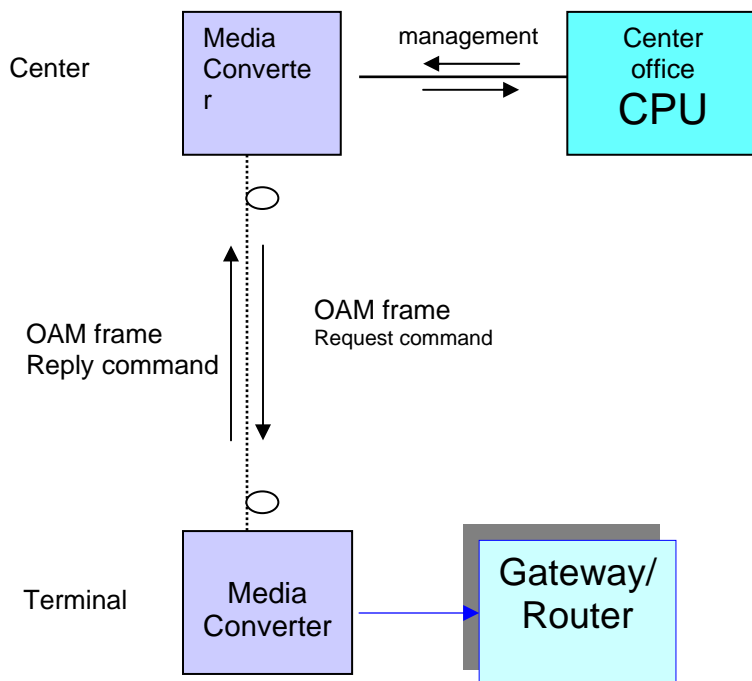 Center
Media
Converte
r
management
Center
office
CPU
OAM frame
Reply command
OAM frame
Request command
Terminal
Media
Converter
Gateway/
Router